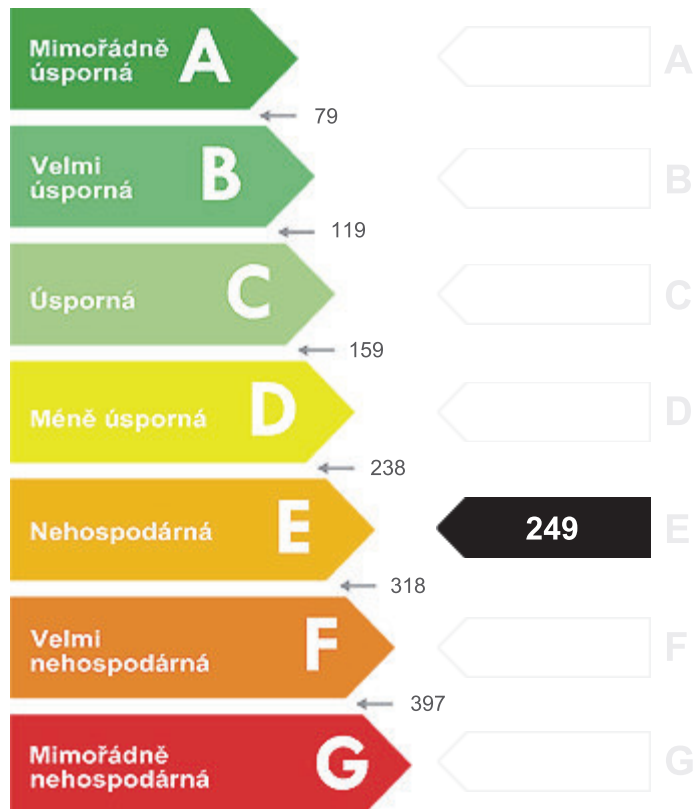 Mimořádně
úsporná
A
A
79
Velmi
úsporná
B
B
119
Úsporná
C
C
159
Méně úsporná
D
D
238
Nehospodárná
E
249
E
318
Velmi
nehospodárná
F
F
397
Mimořádně
nehospodárná
G
G